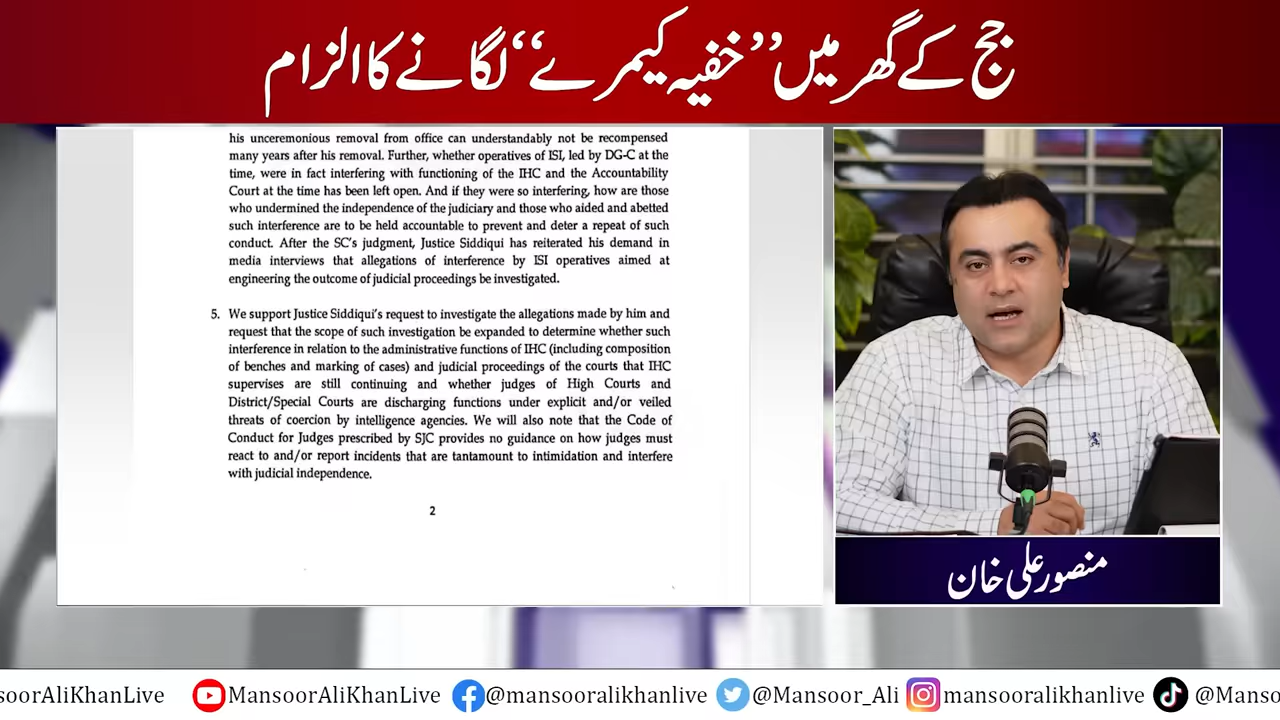 جج کے گھر میں ”خفیہ کیمرے“ لگانے کا الزام
his unceremonious removal from office can understandably not be recompensed
many years after his removal. Further, whether operatives of ISI, led by DG-C at the
time, were in fact interfering with functioning of the IHC and the Accountability
Court at the time has been left open. And if they were so interfering, how are those
who undermined the independence of the judiciary and those who aided and abetted
such interference are to be held accountable to prevent and deter a repeat of such
conduct. After the SC's judgment, Justice Siddiqui has reiterated his demand in
media interviews that allegations of interference by ISI operatives aimed at
engineering the outcome of judicial proceedings be investigated.
5. We support Justice Siddiqui's request to investigate the allegations made by him and
request that the scope of such investigation be expanded to determine whether such
interference in relation to the administrative functions of IHC (including composition
of benches and marking of cases) and judicial proceedings of the courts that IHC
supervises are still continuing and whether judges of High Courts and
District/Special Courts are discharging functions under explicit and/or veiled
threats of coercion by intelligence agencies. We will also note that the Code of
Conduct for Judges prescribed by SJC provides no guidance on how judges must
react to and/or report incidents that are tantamount to intimidation and interfere
with judicial independence.
2
منصور علی خان
soorAliKhanLive MansoorAliKhanLive @mansooralikhanlive @Mansoor_Ali mansooralikhanlive @Manso